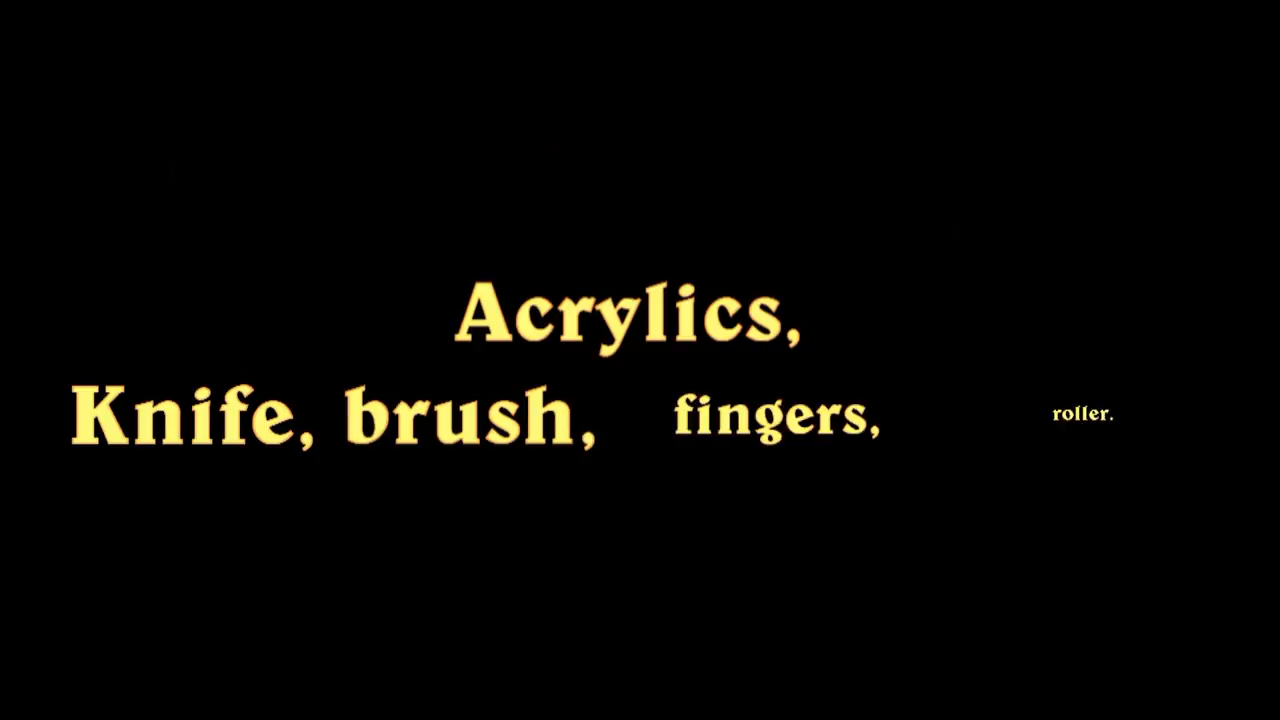 Acrylics,
Knife, brush, fingers, roller.